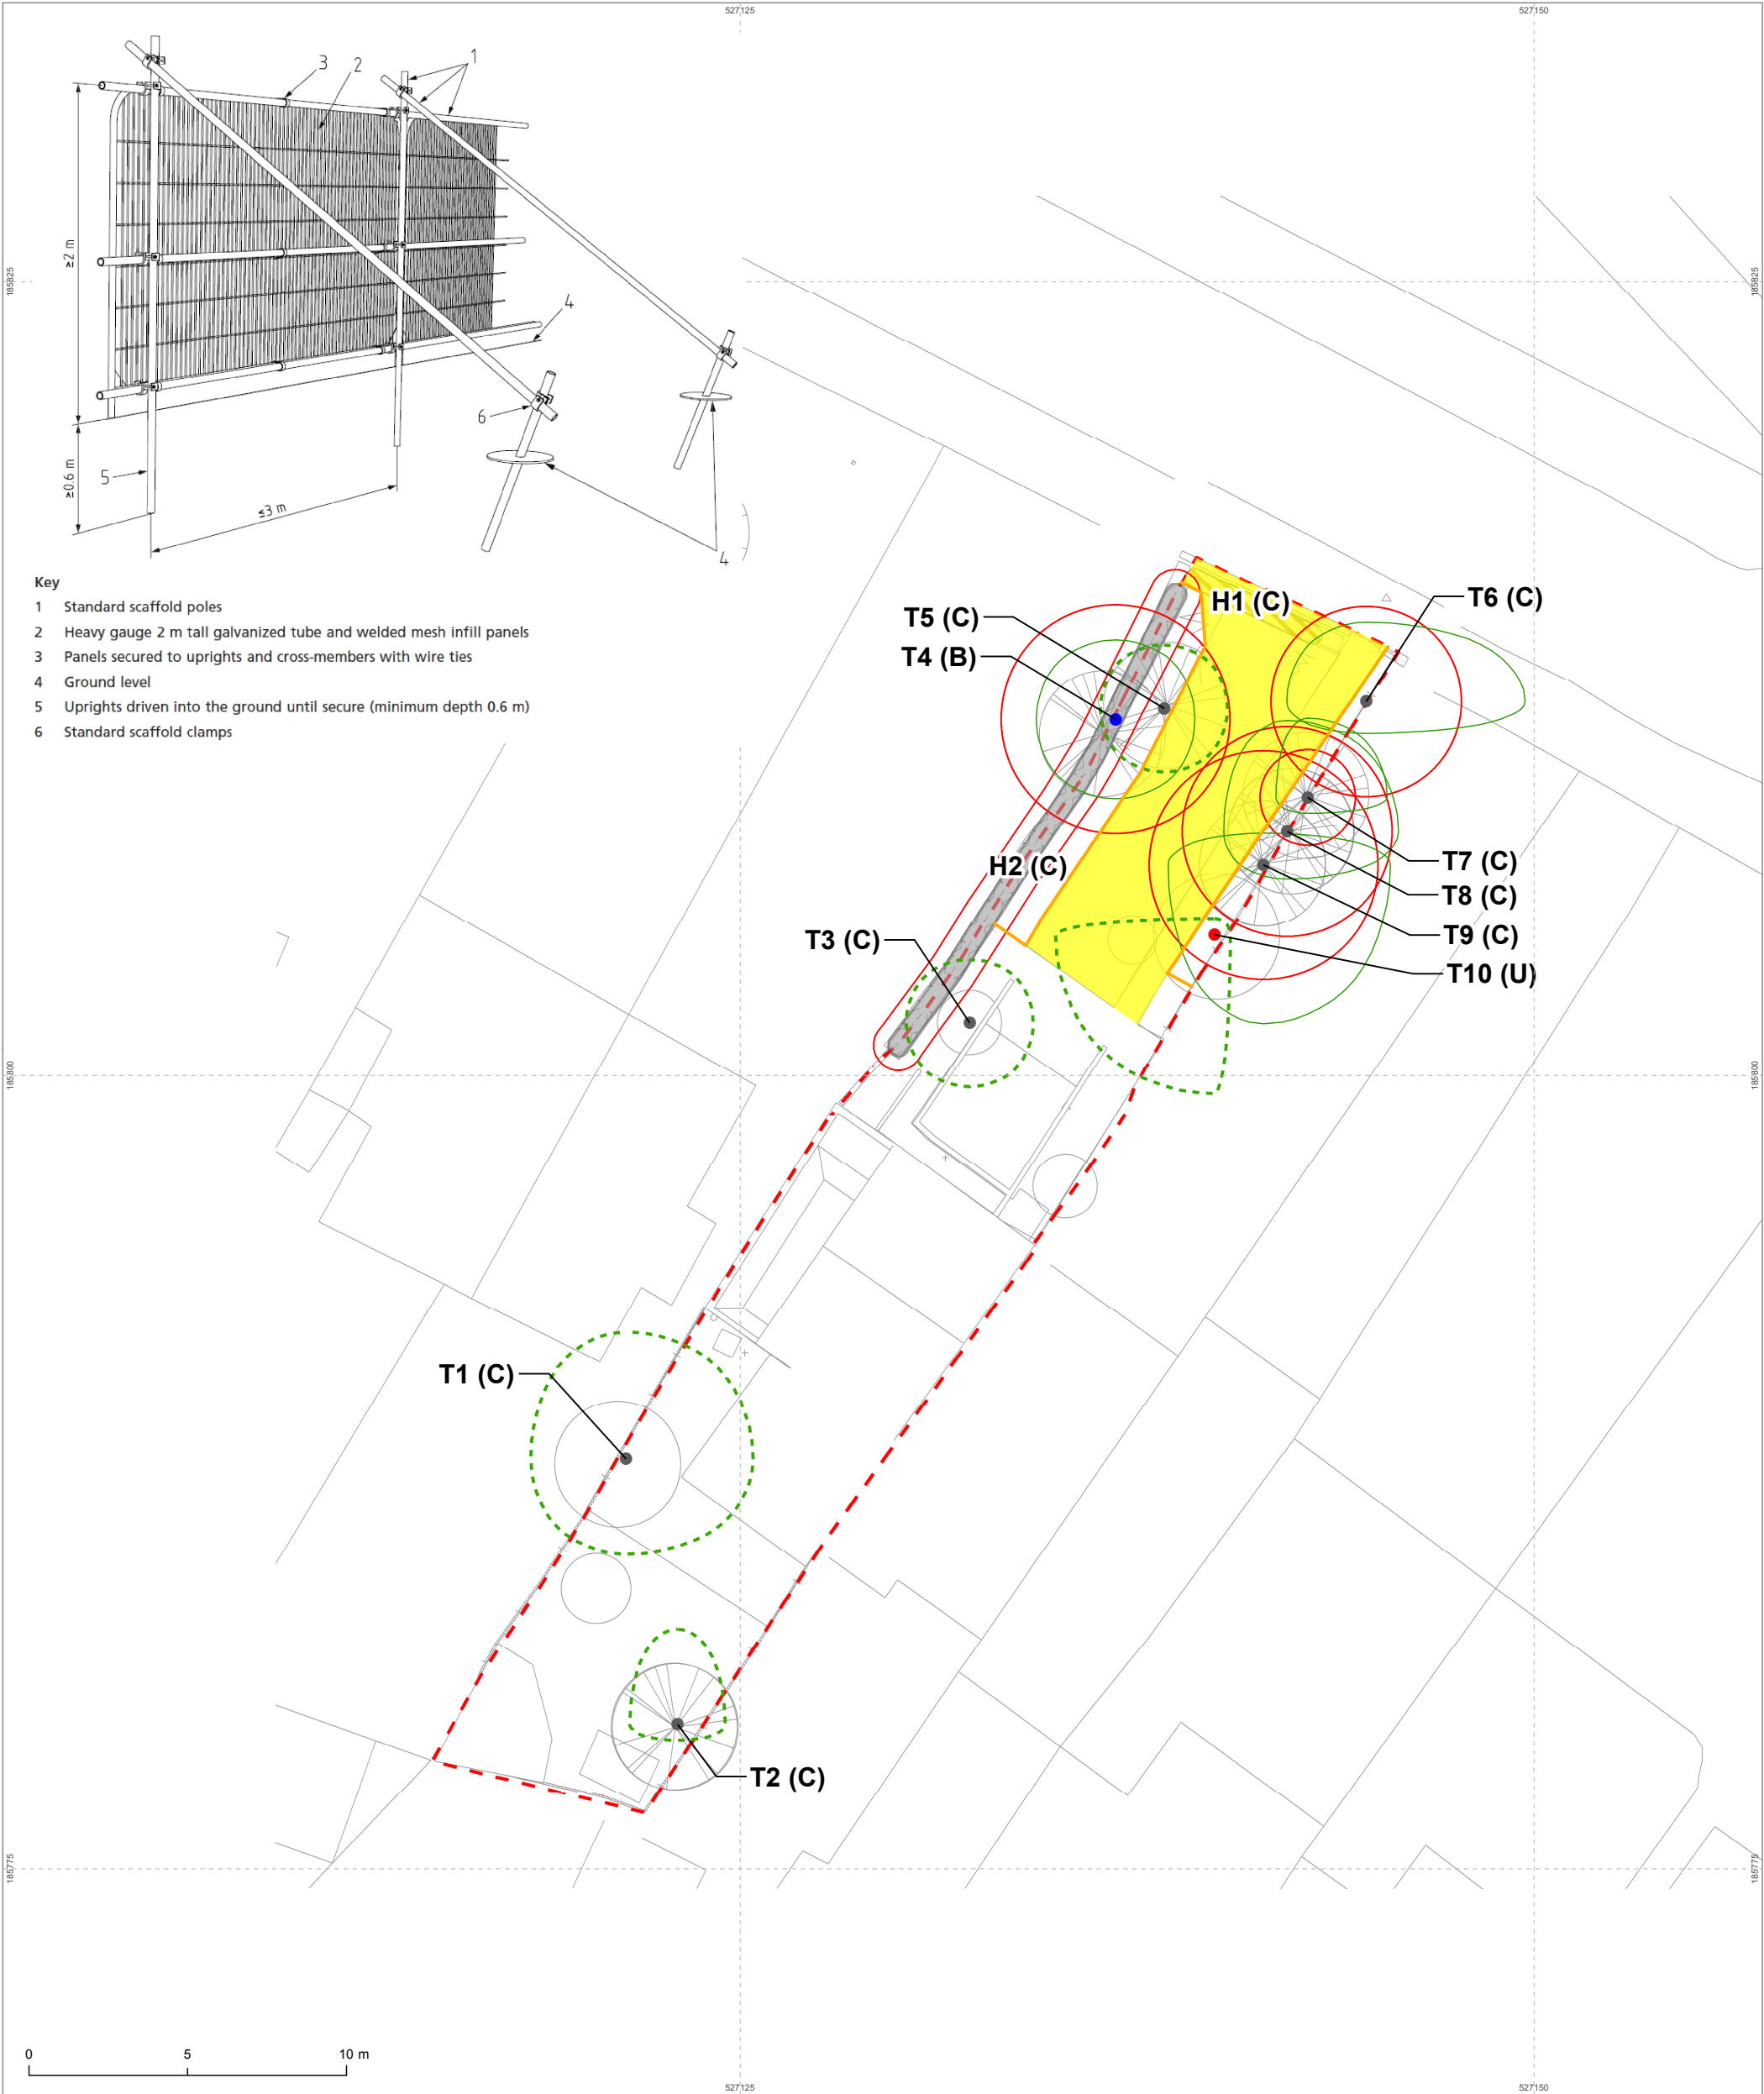 527125
527150
1
3
2
≥2 m
4
6
≥0.6 m
5
≤3 m
4
185825
185825
Key
1 Standard scaffold poles
2 Heavy gauge 2 m tall galvanized tube and welded mesh infill panels
3 Panels secured to uprights and cross-members with wire ties
4 Ground level
5 Uprights driven into the ground until secure (minimum depth 0.6 m)
6 Standard scaffold clamps
T6 (C)
H1 (C)
T5 (C)
T4 (B)
T7 (C)
H2 (C)
T8 (C)
T9 (C)
T3 (C)
T10 (U)
185800
185800
T1 (C)
T2 (C)
185775
185775
0 5 10 m
527125
527150